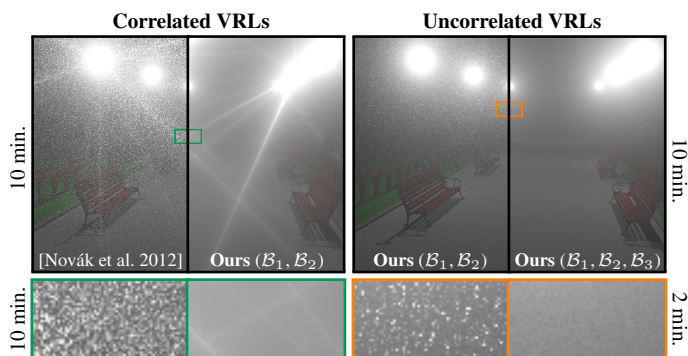 Correlated VRLs
Uncorrelated VRLs
10 min.
10 min.
[Novák et al. 2012]
Ours (ℬ₁, ℬ₂)
Ours (ℬ₁, ℬ₂)
Ours (ℬ₁, ℬ₂, ℬ₃)
10 min.
2 min.